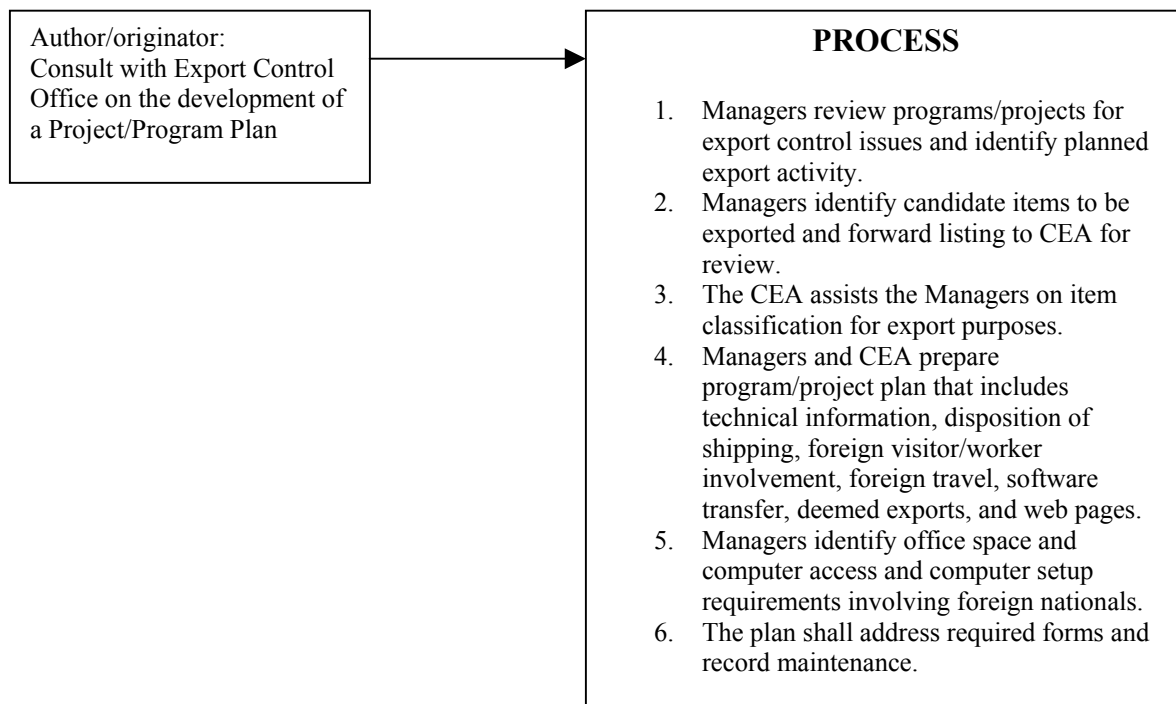 Author/originator:
Consult with Export Control
Office on the development of
a Project/Program Plan
PROCESS
1. Managers review programs/projects for
export control issues and identify planned
export activity.
2. Managers identify candidate items to be
exported and forward listing to CEA for
review.
3. The CEA assists the Managers on item
classification for export purposes.
4. Managers and CEA prepare
program/project plan that includes
technical information, disposition of
shipping, foreign visitor/worker
involvement, foreign travel, software
transfer, deemed exports, and web pages.
5. Managers identify office space and
computer access and computer setup
requirements involving foreign nationals.
6. The plan shall address required forms and
record maintenance.